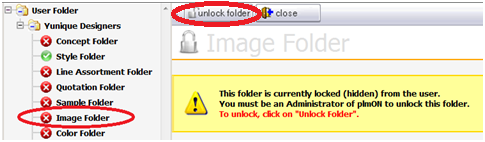 User Folder
Yunique Designers
Concept Folder
Style Folder
Line Assortment Folder
Quotation Folder
Sample Folder
Image Folder
Color Folder
unlock folder
close
Image Folder
This folder is currently locked (hidden) from the user.
You must be an Administrator of plmON to unlock this folder.
To unlock, click on "Unlock Folder".